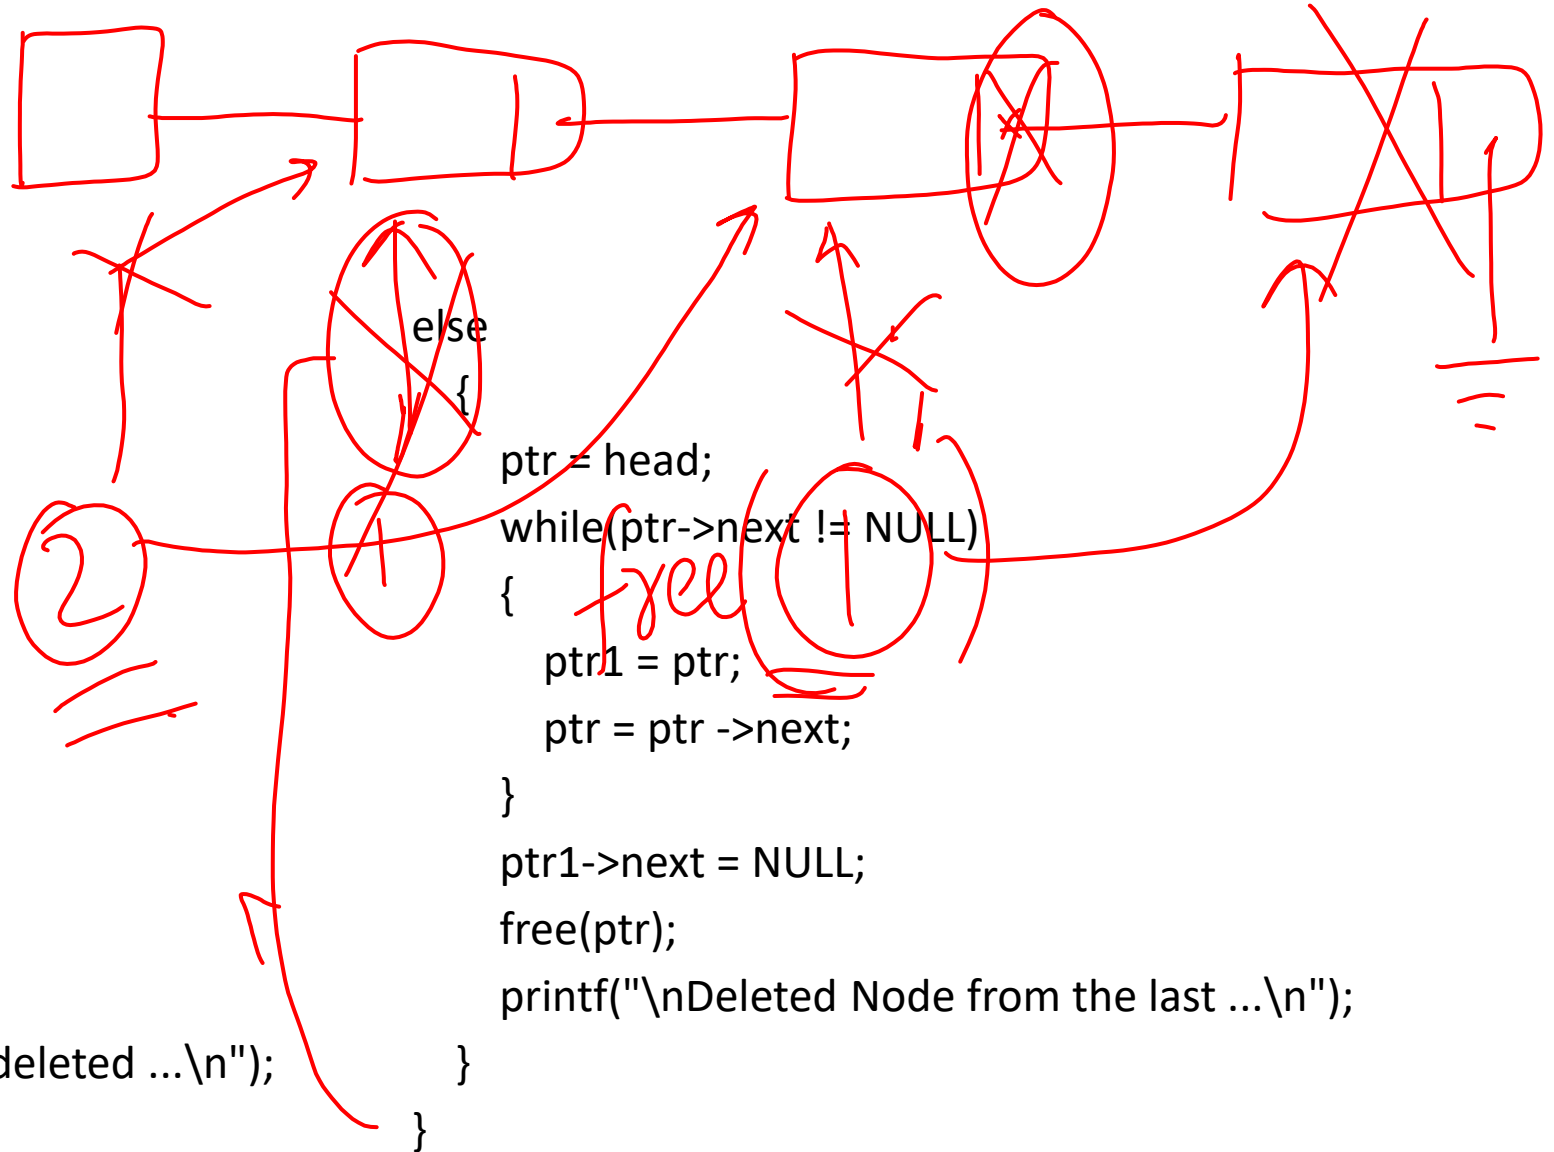 else
{
ptr = head;
while(ptr->next != NULL)
{
free(1)
ptr1 = ptr;
2
1
ptr = ptr ->next;
}
ptr1->next = NULL;
free(ptr);
printf("\nDeleted Node from the last ...\n");
deleted ...\n");
}
}